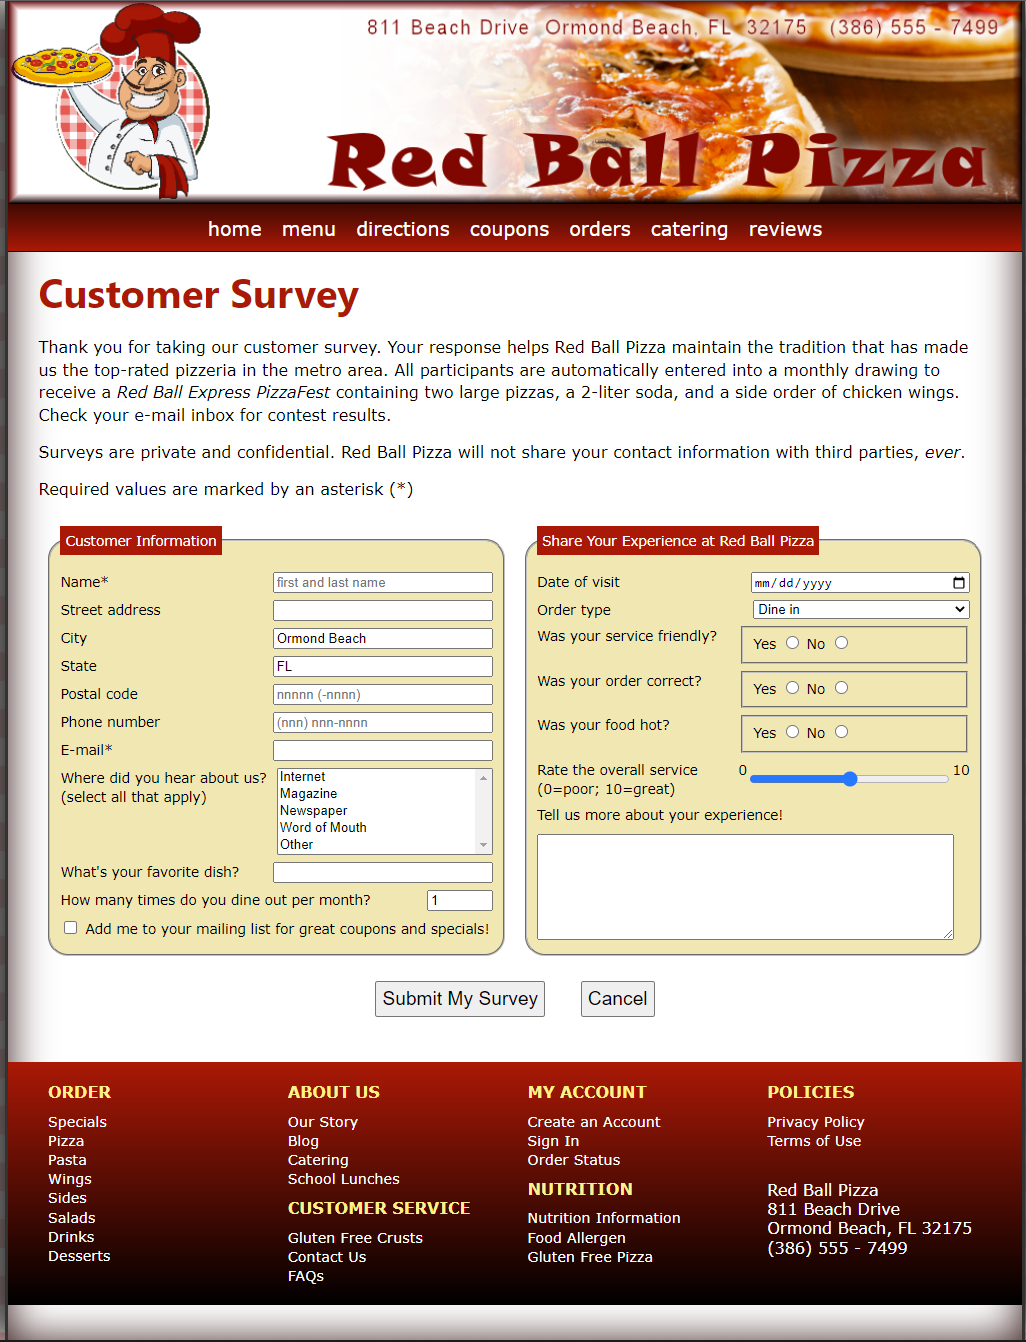 811 Beach Drive Ormond Beach, FL 32175 (386) 555 - 7499
Red Ball Pizza
home menu directions coupons orders catering reviews
Customer Survey
Thank you for taking our customer survey. Your response helps Red Ball Pizza maintain the tradition that has made
us the top-rated pizzeria in the metro area. All participants are automatically entered into a monthly drawing to
receive a Red Ball Express PizzaFest containing two large pizzas, a 2-liter soda, and a side order of chicken wings.
Check your e-mail inbox for contest results.
Surveys are private and confidential. Red Ball Pizza will not share your contact information with third parties, ever.
Required values are marked by an asterisk (*)
Customer Information
Name* first and last name
Street address
City Ormond Beach
State FL
Postal code nnnnn (-nnnn)
Phone number (nnn) nnn-nnnn
E-mail*
Where did you hear about us?
(select all that apply)
Internet
Magazine
Newspaper
Word of Mouth
Other
What's your favorite dish?
How many times do you dine out per month? 1
Add me to your mailing list for great coupons and specials!
Share Your Experience at Red Ball Pizza
Date of visit mm/dd/yyyy
Order type Dine in
Was your service friendly? Yes No
Was your order correct? Yes No
Was your food hot? Yes No
Rate the overall service 0 10
(0=poor; 10=great)
Tell us more about your experience!
Submit My Survey Cancel
ORDER
Specials
Pizza
Pasta
Wings
Sides
Salads
Drinks
Desserts
ABOUT US
Our Story
Blog
Catering
School Lunches
CUSTOMER SERVICE
Gluten Free Crusts
Contact Us
FAQs
MY ACCOUNT
Create an Account
Sign In
Order Status
NUTRITION
Nutrition Information
Food Allergen
Gluten Free Pizza
POLICIES
Privacy Policy
Terms of Use
Red Ball Pizza
811 Beach Drive
Ormond Beach, FL 32175
(386) 555 - 7499